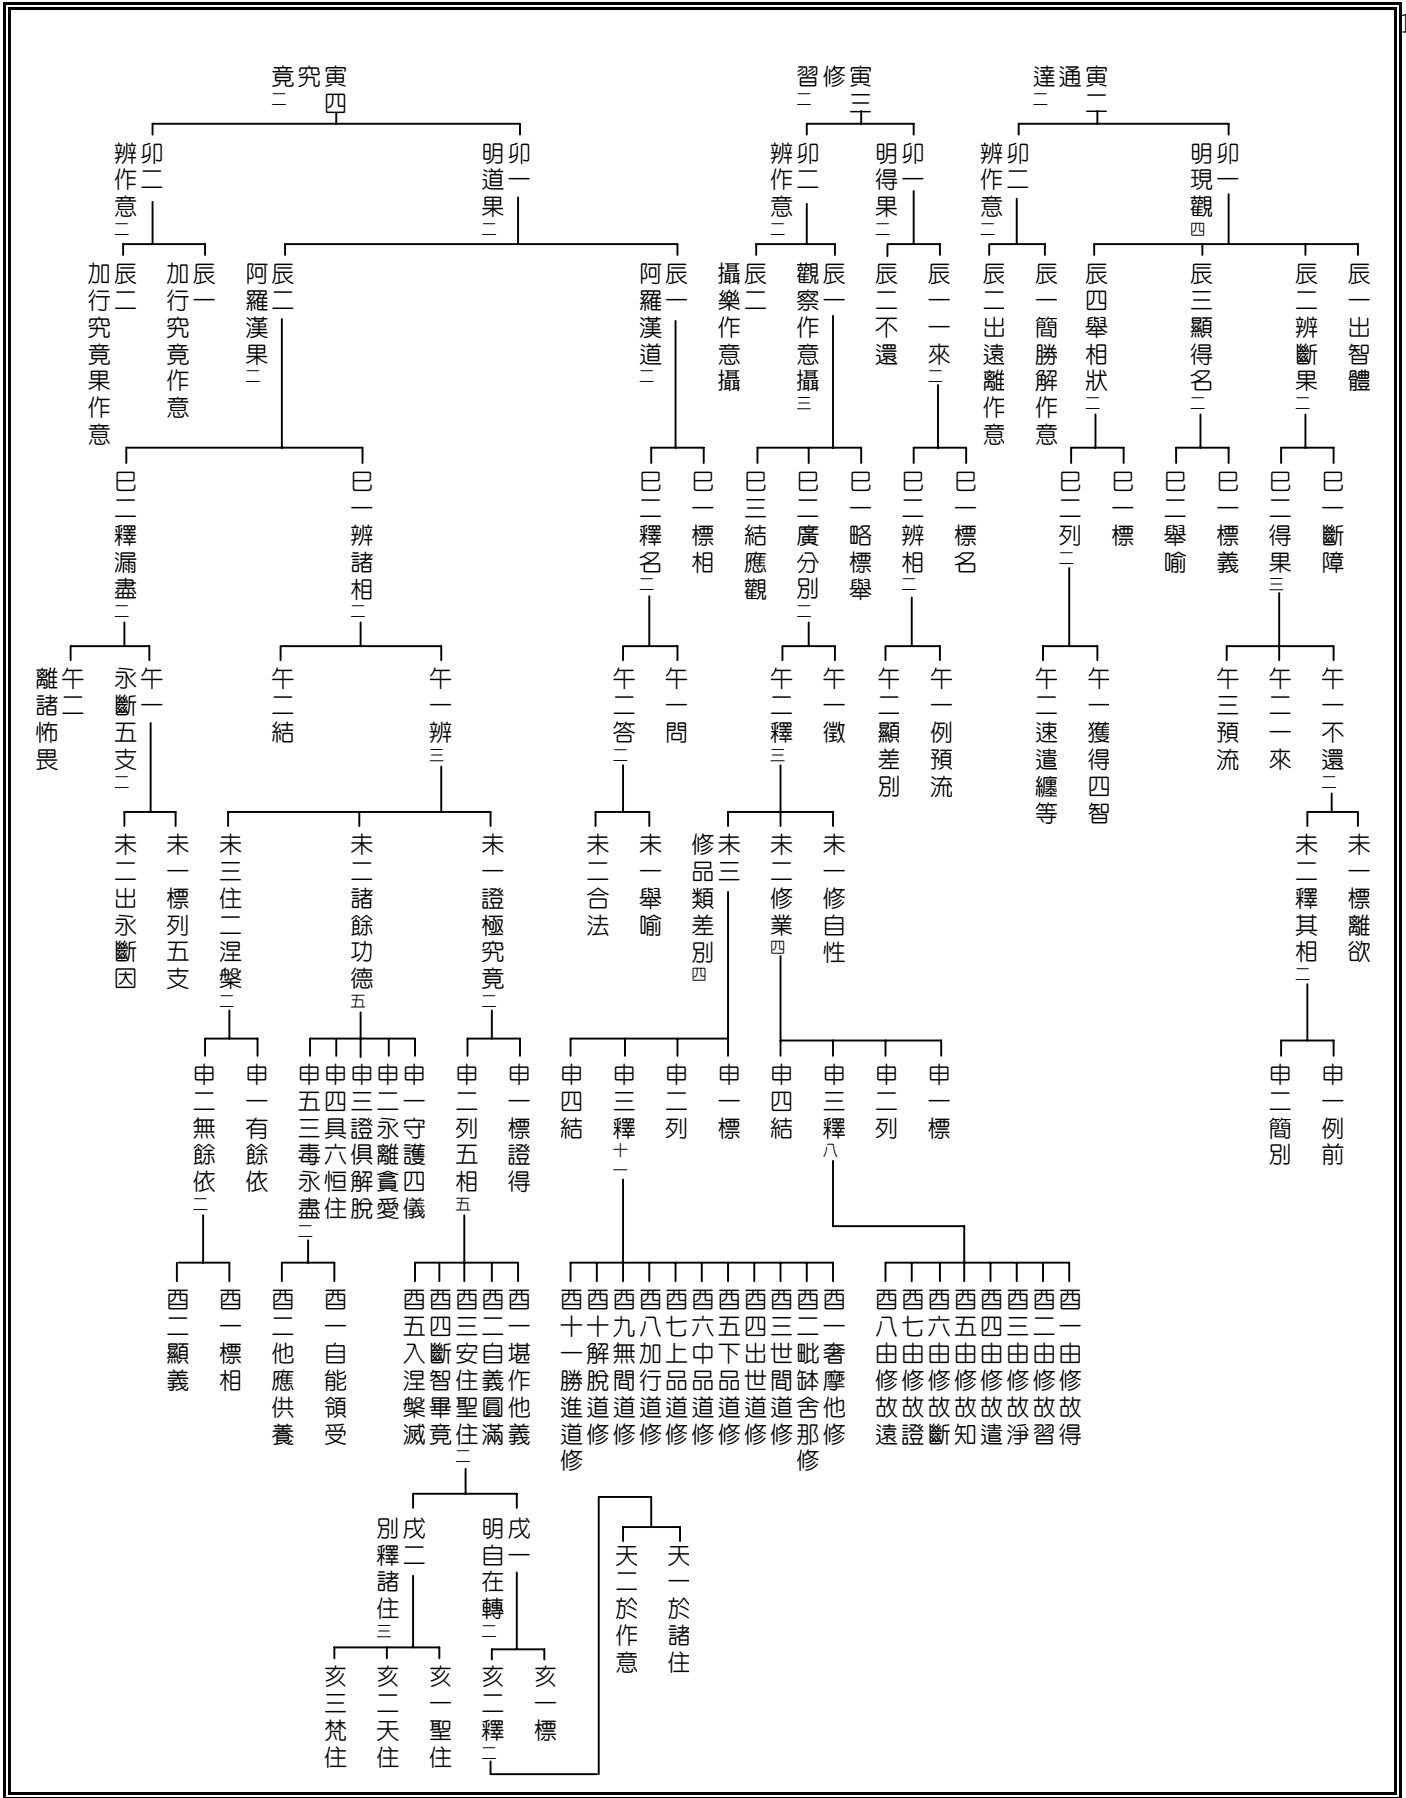 1
寅二通達二
寅三修習二
寅四究竟二
卯一
明現觀四
卯二
辨作意二
卯一
明得果二
卯二
辨作意二
卯一
明道果二
卯二
辨作意二
辰一出智體
辰二辨斷果二
辰三顯得名二
辰四舉相狀二
辰一簡勝解作意
辰二出遠離作意
辰一一來二
辰二不還
辰一
觀察作意攝三
辰二
攝樂作意攝
辰一
阿羅漢道二
辰二
阿羅漢果二
辰一
加行究竟作意
辰二
加行究竟果作意
巳一斷障
巳二得果三
巳一標義
巳二舉喻
巳一標
巳二列二
巳一標名
巳二辨相二
巳一略標舉
巳二廣分別二
巳三結應觀
巳一標相
巳二釋名二
巳一辨諸相二
巳二釋漏盡二
午一不還二
午二一來
午三預流
午一獲得四智
午二速遣纏等
午一例預流
午二顯差別
午一徵
午二釋三
午一問
午二答二
午一辨三
午二結
午一
永斷五支二
午二
離諸怖畏
未一標離欲
未二釋其相二
未一修自性
未二修業四
未三
修品類差別四
未一舉喻
未二合法
未一證極究竟二
未二諸餘功德五
未三住二涅槃二
未一標列五支
未二出永斷因
申一例前
申二簡別
申一標
申二列
申三釋八
申四結
申一標
申二列
申三釋十一
申四結
申一標證得
申二列五相五
申一守護四儀
申二永離貪愛
申三證俱解脫
申四具六恒住
申五三毒永盡二
申一有餘依
申二無餘依二
酉一由修故得
酉二由修故習
酉三由修故淨
酉四由修故遣
酉五由修故知
酉六由修故斷
酉七由修故證
酉八由修故遠
酉一奢摩他修
酉二毗缽舍那修
酉三世間道修
酉四出世道修
酉五下品道修
酉六中品道修
酉七上品道修
酉八加行道修
酉九無間道修
酉十解脫道修
酉十一勝進道修
酉一堪作他義
酉二自義圓滿
酉三安住聖住二
酉四斷智畢竟
酉五入涅槃滅
酉一自能領受
酉二他應供養
酉一標相
酉二顯義
戌一
明自在轉二
戌二
別釋諸住三
天一於諸住
天二於作意
亥一標
亥二釋二
亥一聖住
亥二天住
亥三梵住